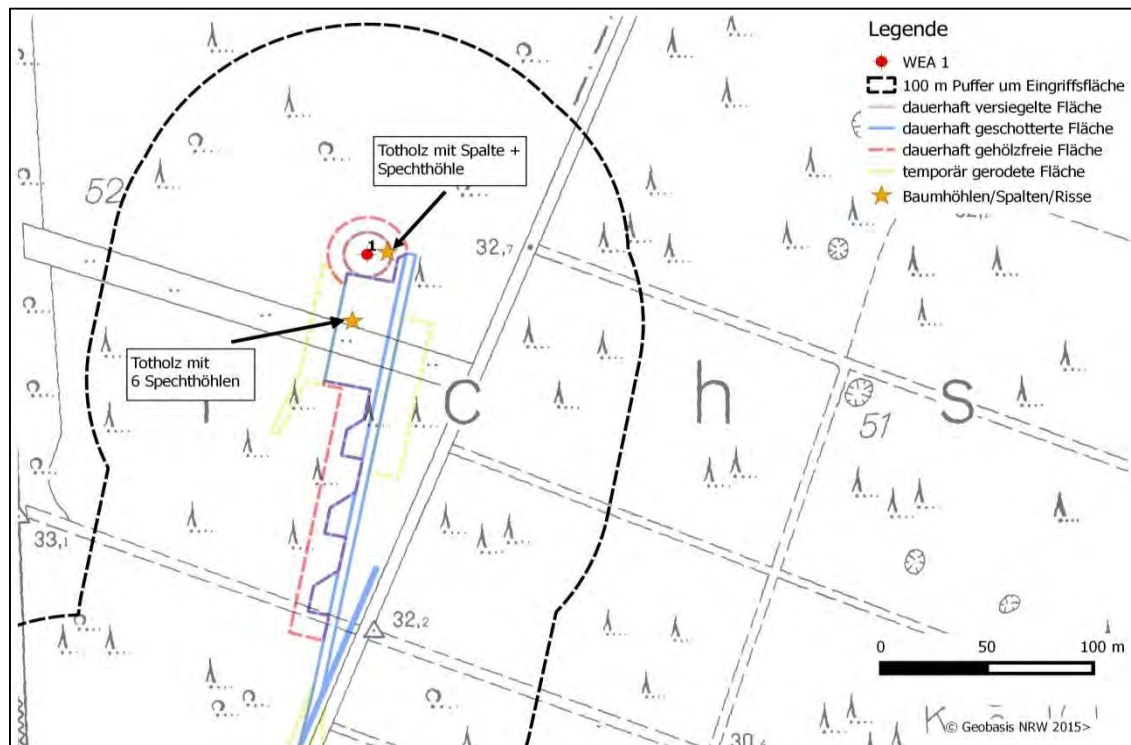 Legende
WEA 1
100 m Puffer um Eingriffsfläche
dauerhaft versiegelte Fläche
dauerhaft geschotterte Fläche
dauerhaft gehölzfreie Fläche
temporär gerodete Fläche
Baumhöhlen/Spalten/Risse
Totholz mit Spalte +
Spechthöhle
52
1
32,7
Totholz mit
6 Spechthöhlen
c h s
51
33,1
32,2
0 50 100 m
K
© Geobasis NRW 2015>